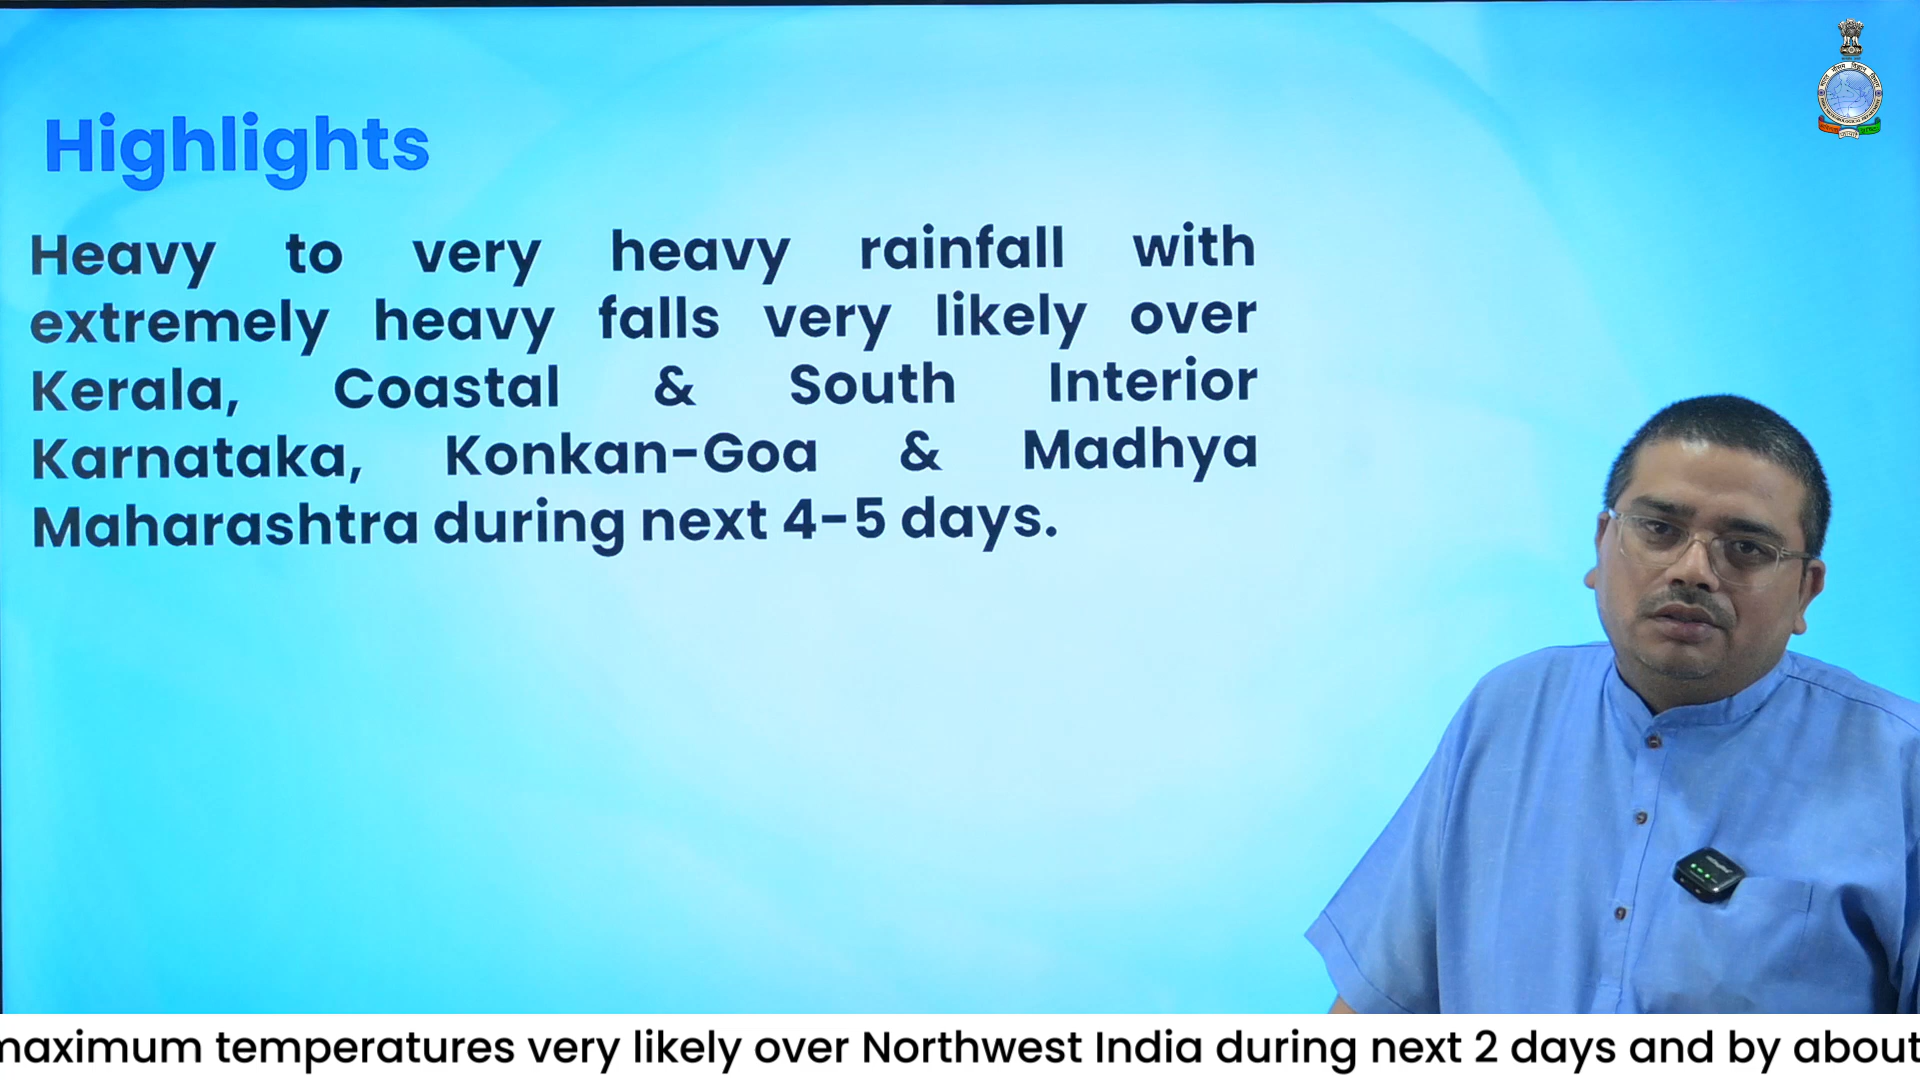 Highlights
Heavy to very heavy rainfall with
extremely heavy falls very likely over
Kerala, Coastal & South Interior
Karnataka, Konkan-Goa & Madhya
Maharashtra during next 4-5 days.
maximum temperatures very likely over Northwest India during next 2 days and by about